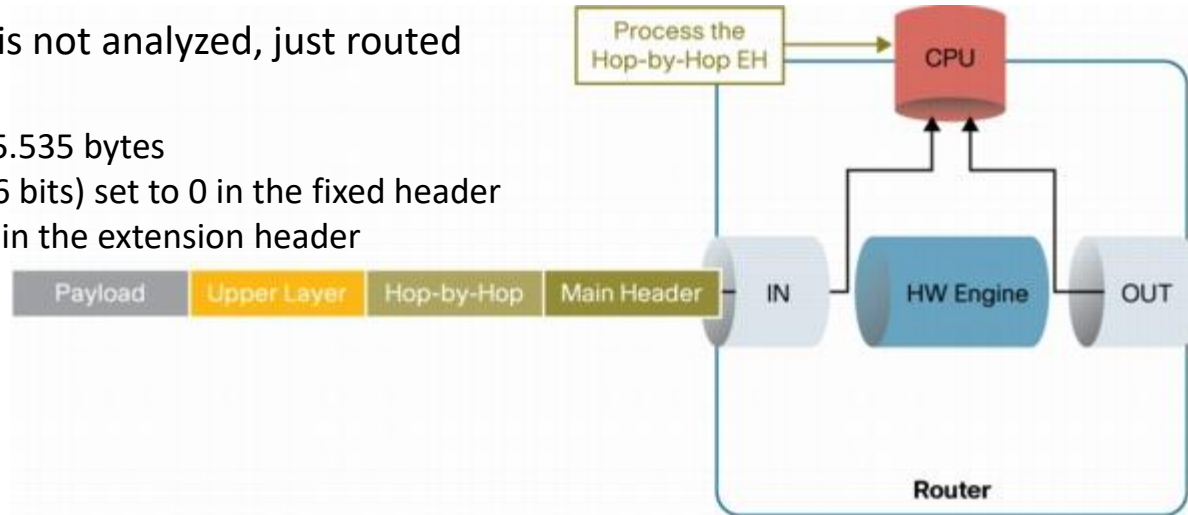 is not analyzed, just routed
5.535 bytes
6 bits) set to 0 in the fixed header
in the extension header
Process the
Hop-by-Hop EH
CPU
Payload
Upper Layer
Hop-by-Hop
Main Header
IN
HW Engine
OUT
Router